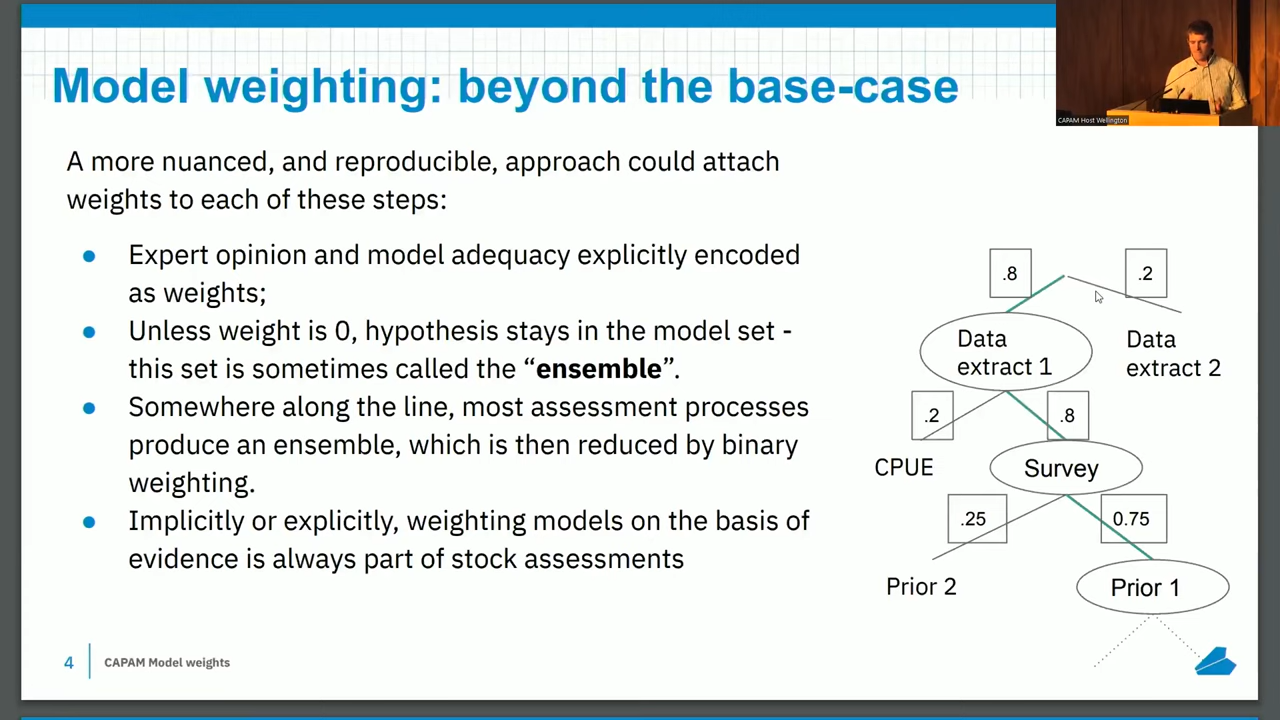 Model weighting: beyond the base-case
CAPAM Host Wellington
A more nuanced, and reproducible, approach could attach
weights to each of these steps:
● Expert opinion and model adequacy explicitly encoded
as weights;
● Unless weight is 0, hypothesis stays in the model set -
this set is sometimes called the “ensemble”.
● Somewhere along the line, most assessment processes
produce an ensemble, which is then reduced by binary
weighting.
● Implicitly or explicitly, weighting models on the basis of
evidence is always part of stock assessments
.8
.2
Data
extract 1
Data
extract 2
.2
.8
CPUE
Survey
.25
0.75
Prior 2
Prior 1
4
CAPAM Model weights